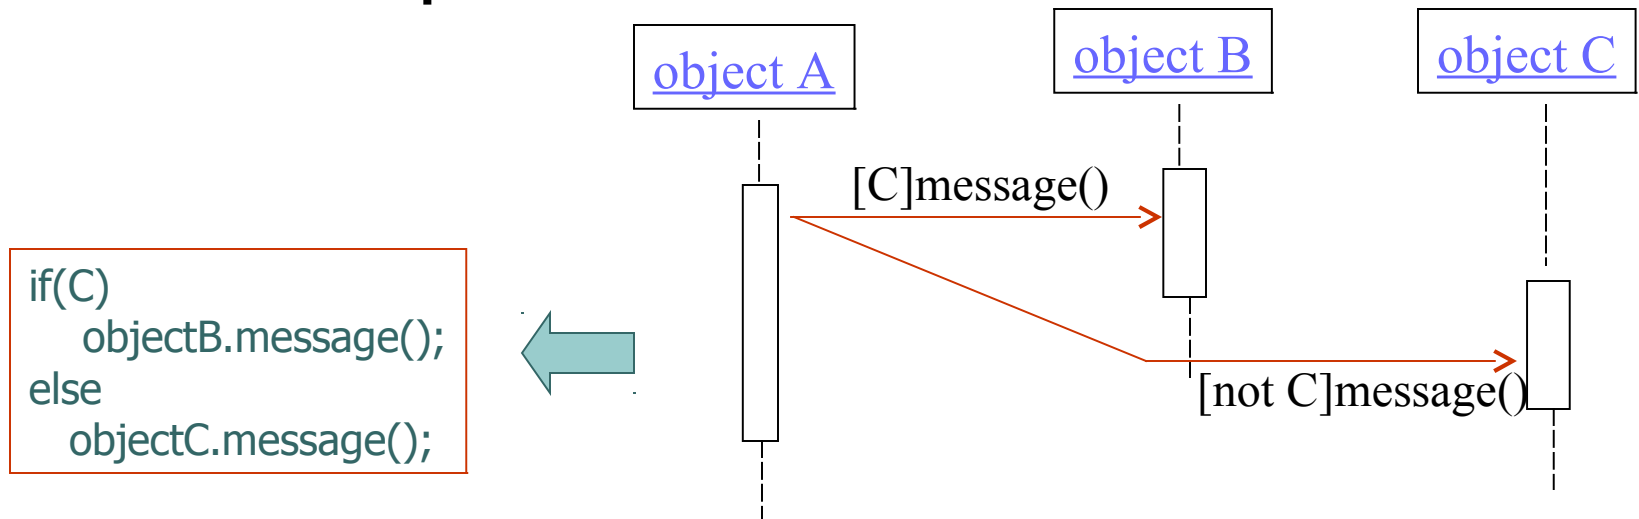 object A
object B
object C
[C]message()
if(C)
objectB.message();
else
objectC.message();
[not C]message()